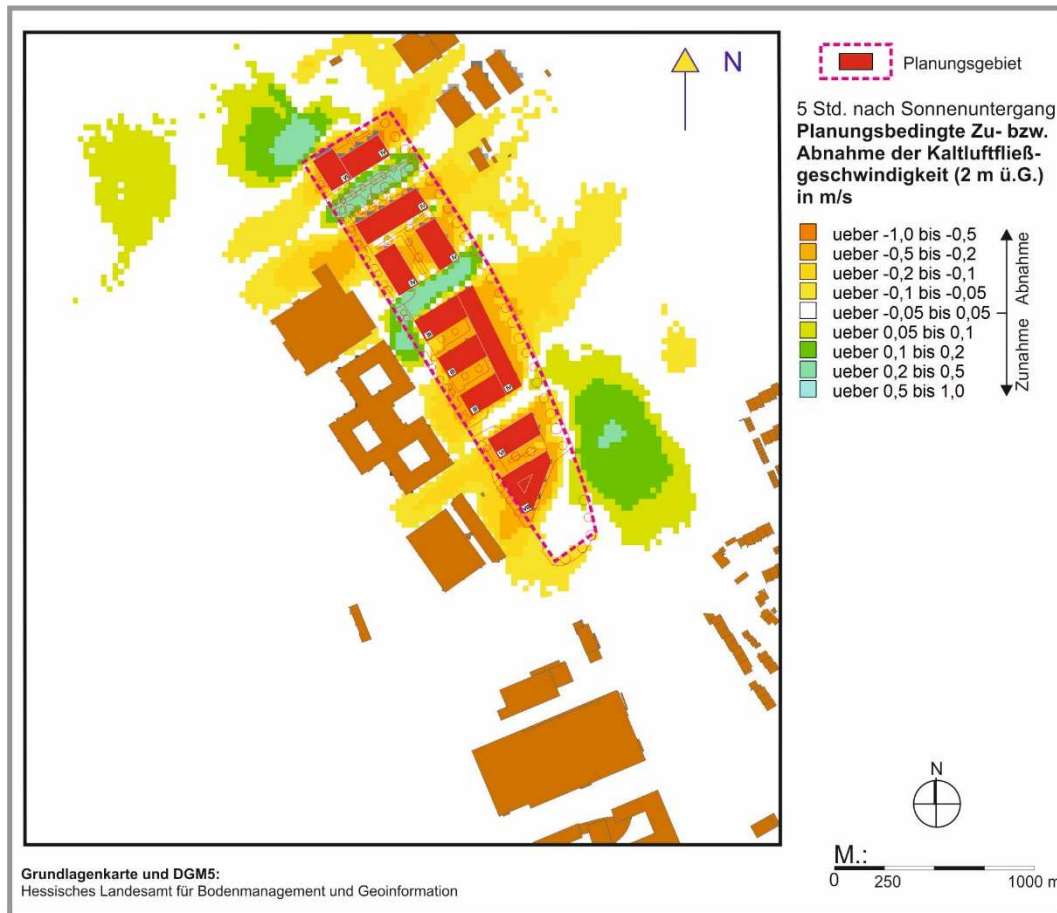 N
Planungsgebiet
5 Std. nach Sonnenuntergang
Planungsbedingte Zu- bzw.
Abnahme der Kaltluftfließ-
geschwindigkeit (2 m ü.G.)
in m/s
ueber -1,0 bis -0,5
ueber -0,5 bis -0,2
ueber -0,2 bis -0,1
ueber -0,1 bis -0,05
ueber -0,05 bis 0,05
ueber 0,05 bis 0,1
ueber 0,1 bis 0,2
ueber 0,2 bis 0,5
ueber 0,5 bis 1,0
Abnahme
Zunahme
N
M.:
0 250 1000 m
Grundlagenkarte und DGM5:
Hessisches Landesamt für Bodenmanagement und Geoinformation